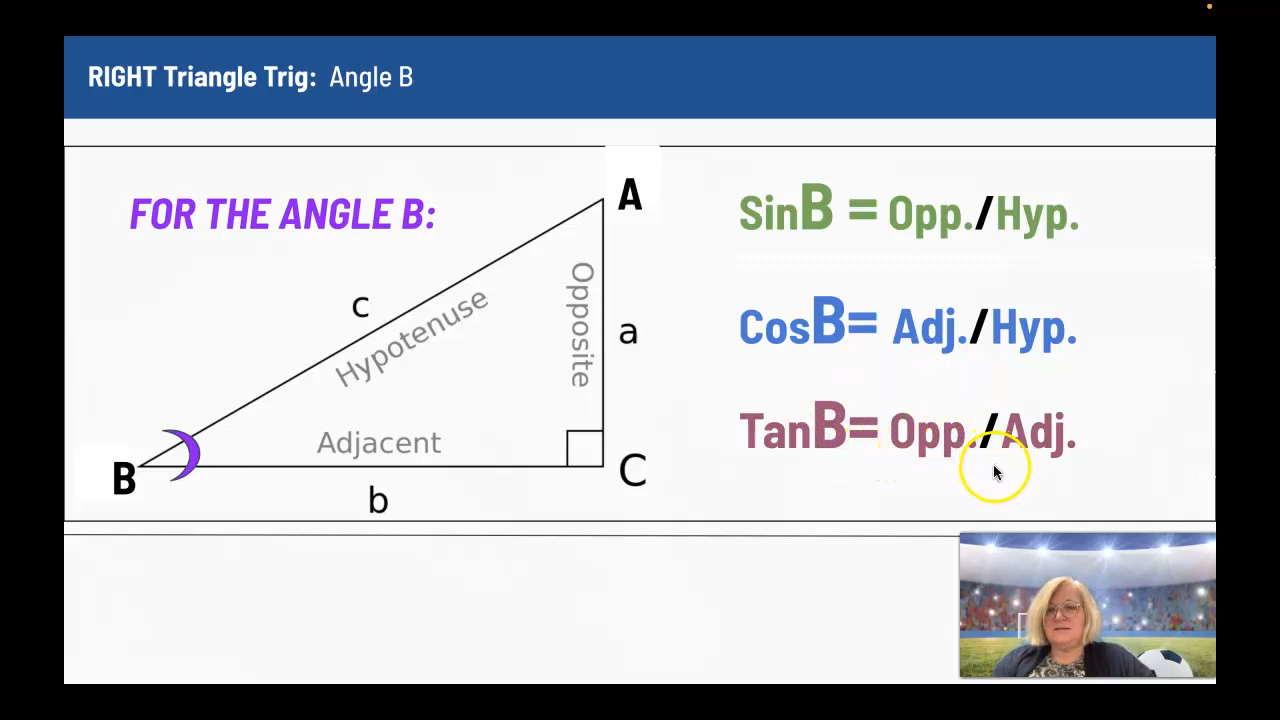 RIGHT Triangle Trig: Angle B
FOR THE ANGLE B:
A
c
Hypotenuse
Opposite
a
Adjacent
B
C
b
SinB = Opp./Hyp.
CosB= Adj./Hyp.
TanB= Opp./Adj.